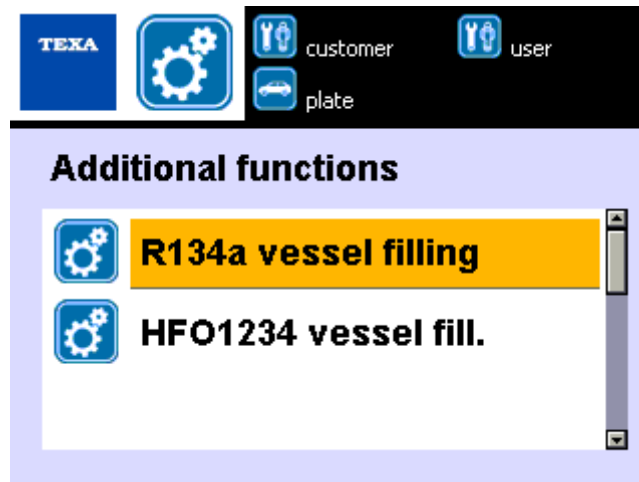 TEXA
customer
user
plate
Additional functions
R134a vessel filling
HFO1234 vessel fill.